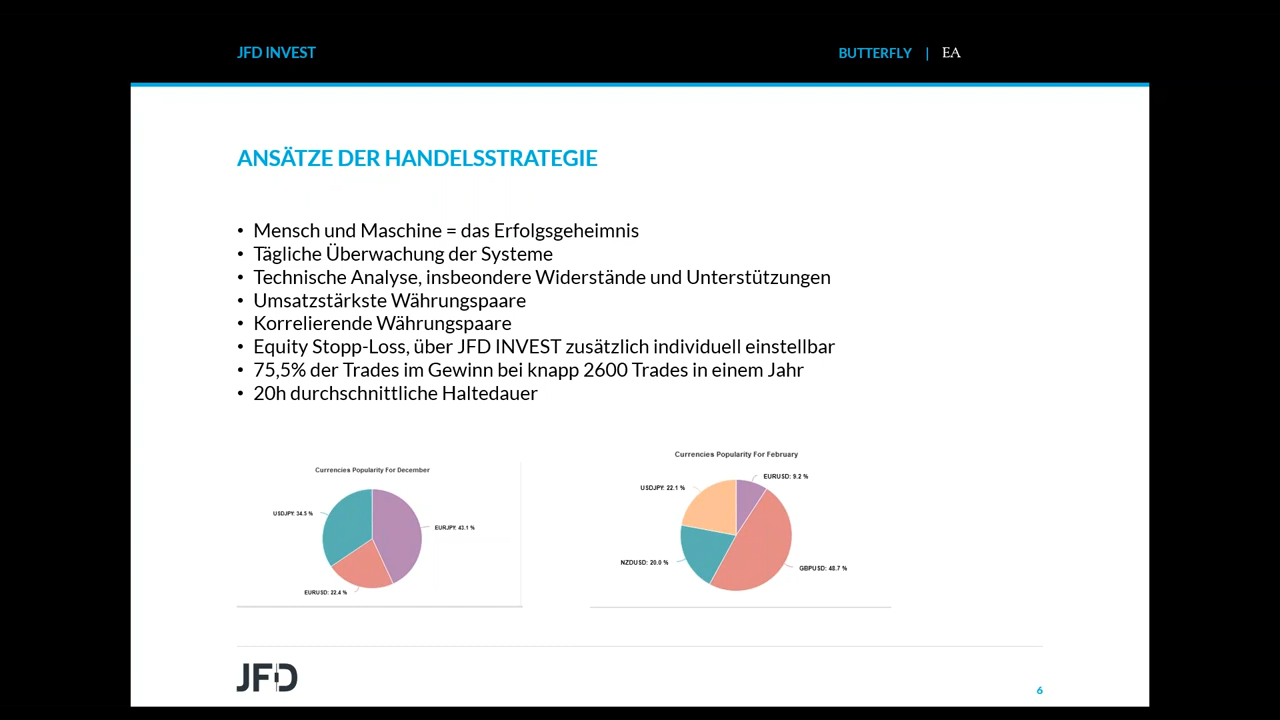 JFD INVEST
BUTTERFLY | EA
ANSÄTZE DER HANDELSSTRATEGIE
• Mensch und Maschine = das Erfolgsgeheimnis
• Tägliche Überwachung der Systeme
• Technische Analyse, insbeondere Widerstände und Unterstützungen
• Umsatzstärkste Währungspaare
• Korrelierende Währungspaare
• Equity Stopp-Loss, über JFD INVEST zusätzlich individuell einstellbar
• 75,5% der Trades im Gewinn bei knapp 2600 Trades in einem Jahr
• 20h durchschnittliche Haltedauer
Currencies Popularity For December
USDJPY: 34.5 %
EURJPY: 43.1 %
EURUSD: 22.4 %
Currencies Popularity For February
EURUSD: 9.2 %
USDJPY: 22.1 %
NZDUSD: 20.0 %
GBPUSD: 48.7 %
JFD
6